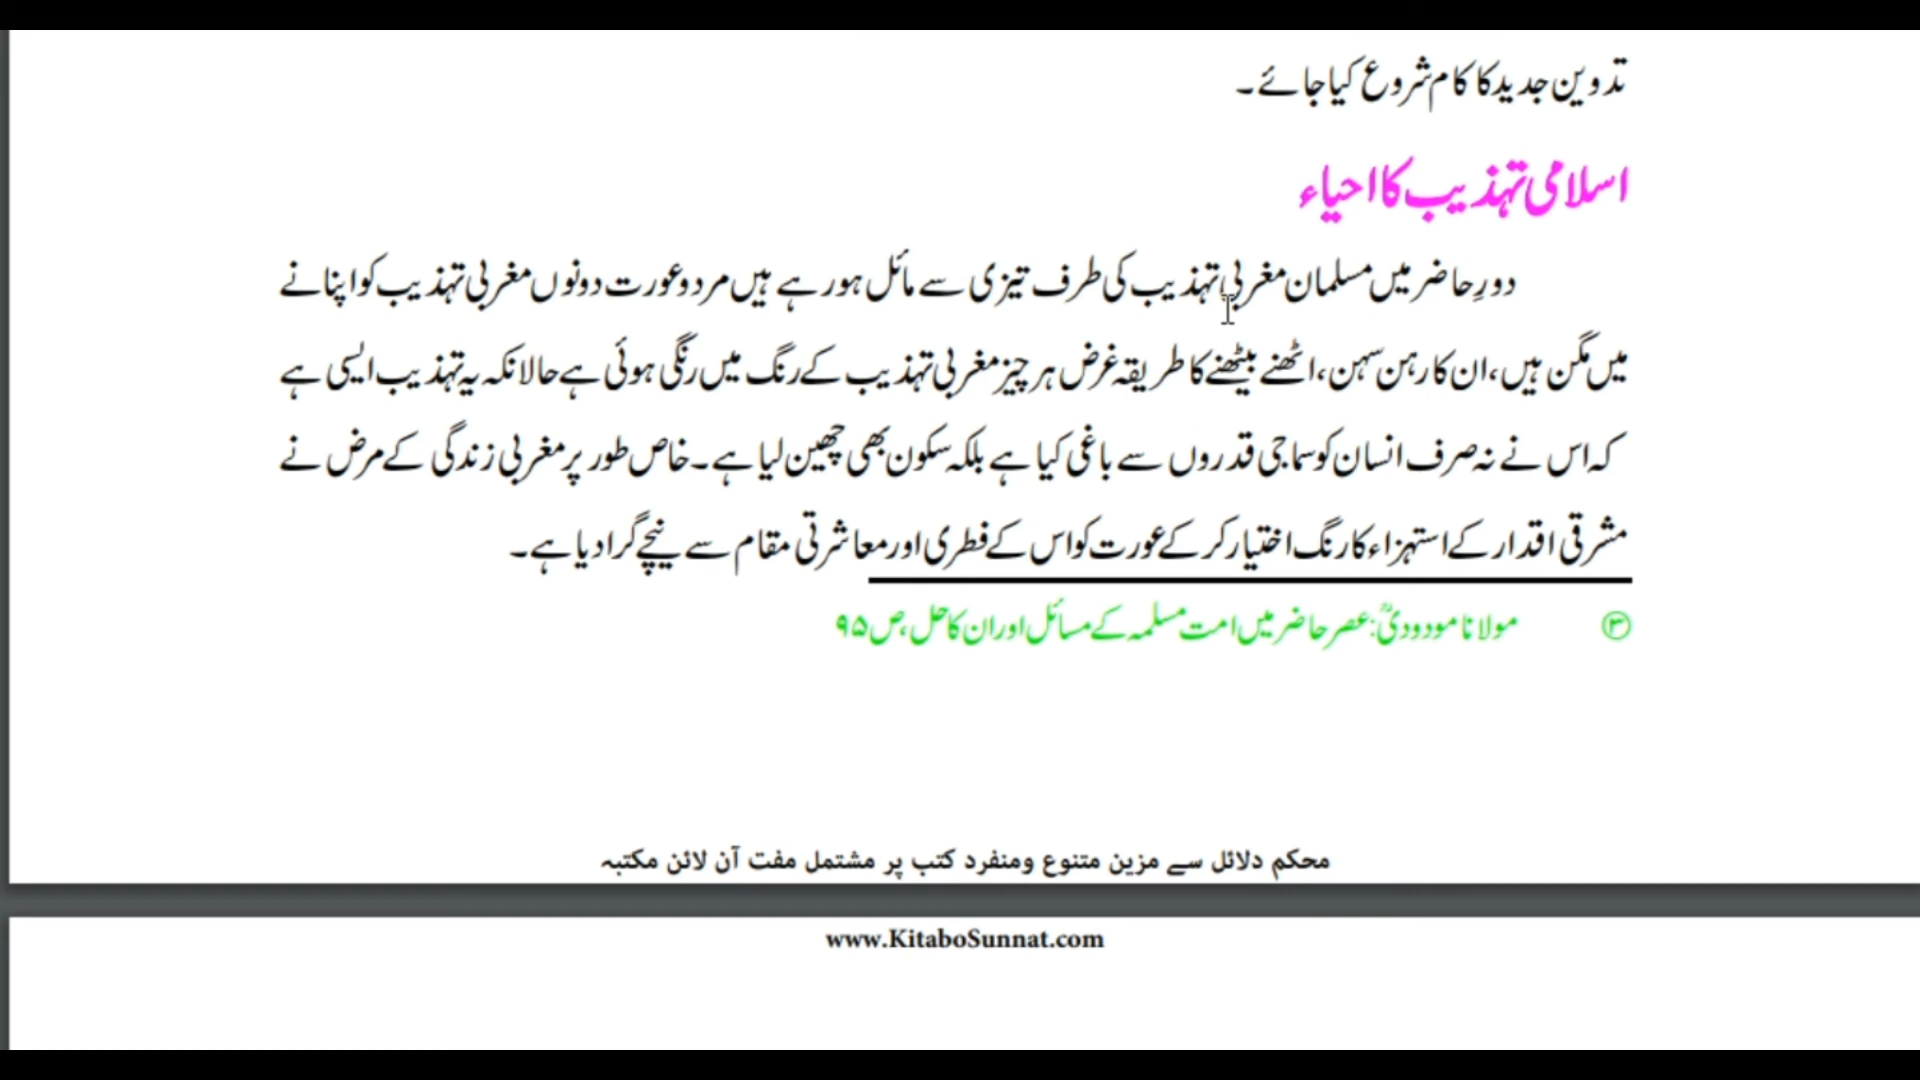 تدوین جدید کا کام شروع کیا جائے۔
اسلامی تہذیب کا احیاء
دورِ حاضر میں مسلمان مغربی تہذیب کی طرف تیزی سے مائل ہو رہے ہیں مرد و عورت دونوں مغربی تہذیب کو اپنانے
میں مگن ہیں، ان کا رہن سہن، اٹھنے بیٹھنے کا طریقہ غرض ہر چیز مغربی تہذیب کے رنگ میں رنگی ہوئی ہے حالانکہ یہ تہذیب ایسی ہے
کہ اس نے نہ صرف انسان کو سماجی قدروں سے باغی کیا ہے بلکہ سکون بھی چھین لیا ہے۔ خاص طور پر مغربی زندگی کے مرض نے
مشرقی اقدار کے استہزاء کا رنگ اختیار کر کے عورت کو اس کے فطری اور معاشرتی مقام سے نیچے گرا دیا ہے۔
③ مولانا مودودیؒ: عصر حاضر میں امت مسلمہ کے مسائل اور ان کا حل، ص ۹۵
محکم دلائل سے مزین متنوع ومنفرد کتب پر مشتمل مفت آن لائن مکتبہ
www.KitaboSunnat.com